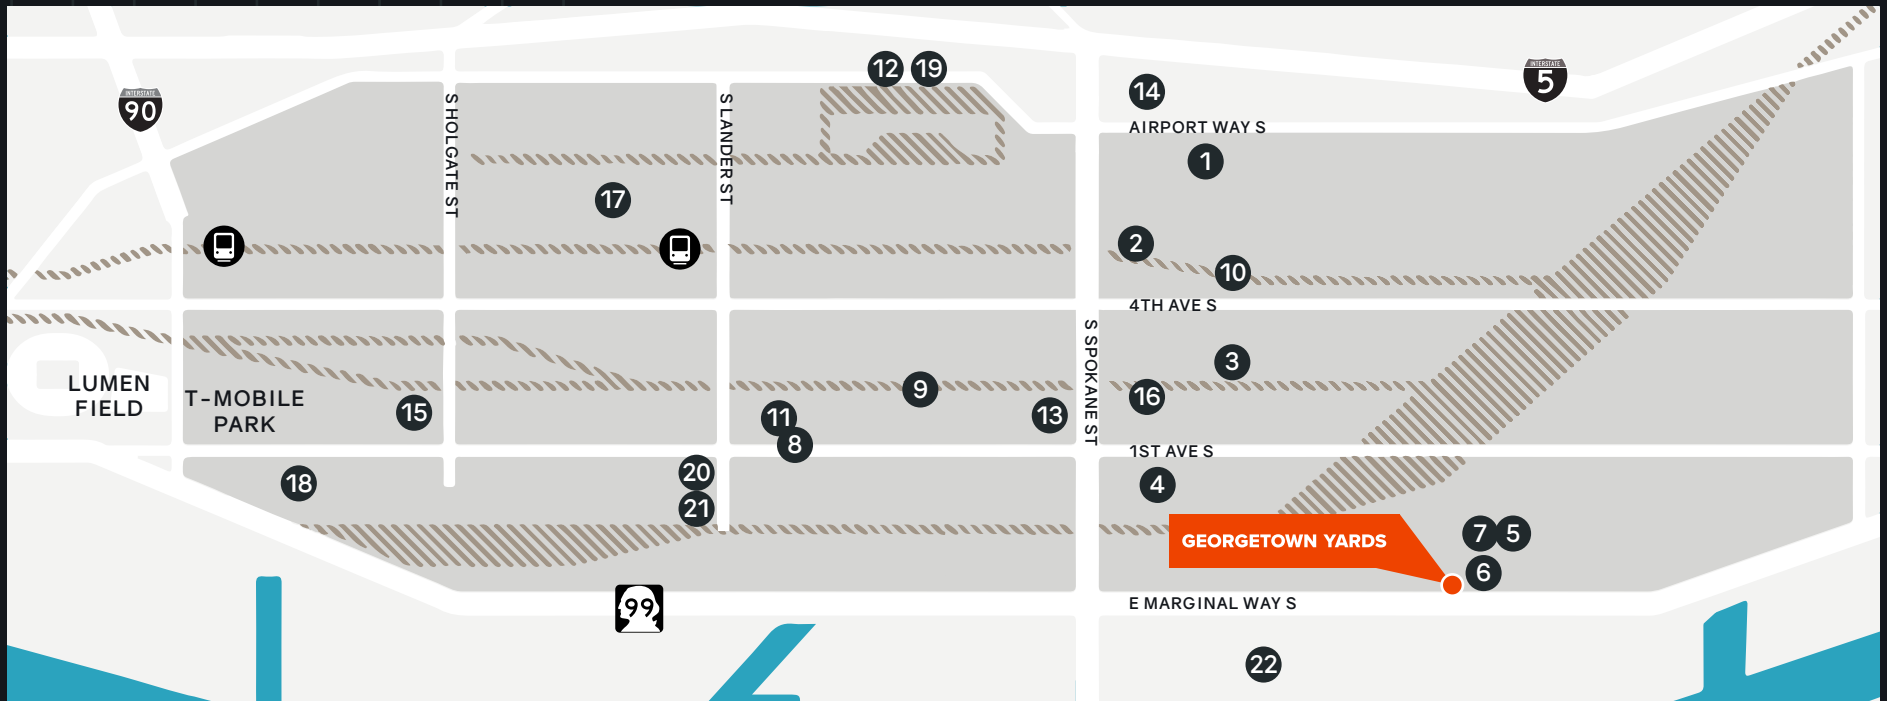 12
19
INTERSTATE
5
14
INTERSTATE
90
S HOLGATE ST
S LANDER ST
AIRPORT WAY S
1
17
2
10
4TH AVE S
S SPOKANE ST
3
LUMEN
FIELD
T-MOBILE
PARK
15
9
16
11
13
8
1ST AVE S
18
20
4
21
GEORGETOWN YARDS
7
5
6
99
E MARGINAL WAY S
22